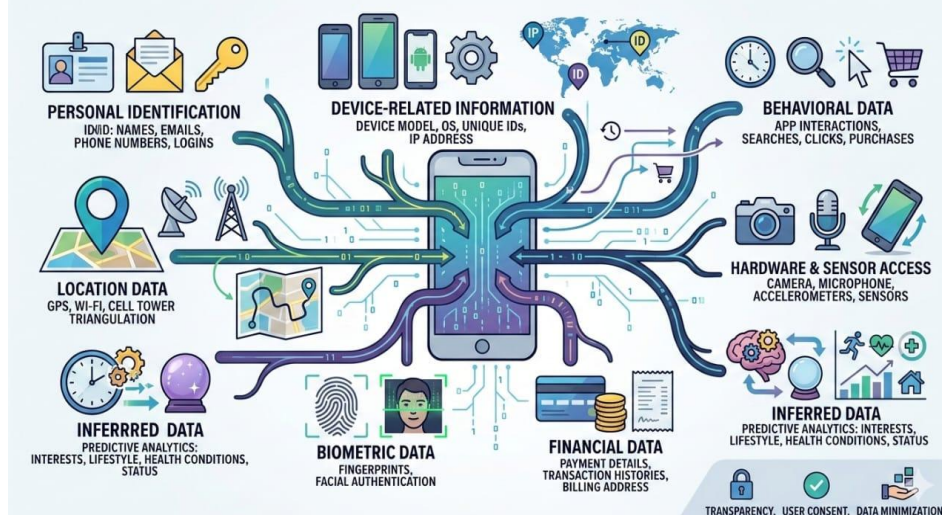 IP
ID
ID
PERSONAL IDENTIFICATION
NAMES, EMAILS,
PHONE NUMBERS, LOGINS
DEVICE-RELATED INFORMATION
DEVICE MODEL, OS, UNIQUE IDs,
IP ADDRESS
BEHAVIORAL DATA
APP INTERACTIONS,
SEARCHES, CLICKS, PURCHASES
LOCATION DATA
GPS, WI-FI, CELL TOWER
TRIANGULATION
HARDWARE & SENSOR ACCESS
CAMERA, MICROPHONE,
ACCELEROMETERS, SENSORS
INFERRRED DATA
PREDICTIVE ANALYTICS:
INTERESTS, LIFESTYLE, HEALTH CONDITIONS,
STATUS
BIOMETRIC DATA
FINGERPRINTS,
FACIAL AUTHENTICATION
FINANCIAL DATA
PAYMENT DETAILS,
TRANSACTION HISTORIES,
BILLING ADDRESS
INFERRED DATA
PREDICTIVE ANALYTICS: INTERESTS,
LIFESTYLE, HEALTH CONDITIONS, STATUS
TRANSPARENCY, USER CONSENT, DATA MINIMIZATION